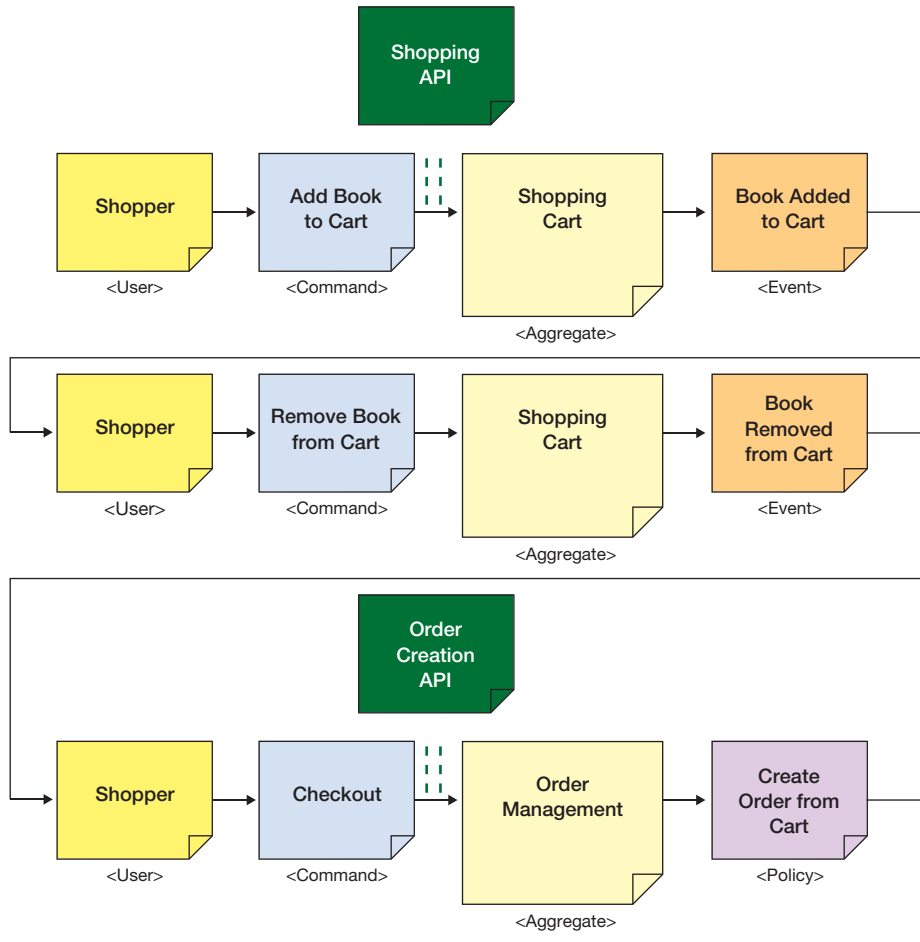 Shopping
API
Shopper
<User>
Add Book
to Cart
<Command>
Shopping
Cart
<Aggregate>
Book Added
to Cart
<Event>
Shopper
<User>
Remove Book
from Cart
<Command>
Shopping
Cart
<Aggregate>
Book
Removed
from Cart
<Event>
Order
Creation
API
Shopper
<User>
Checkout
<Command>
Order
Management
<Aggregate>
Create
Order from
Cart
<Policy>